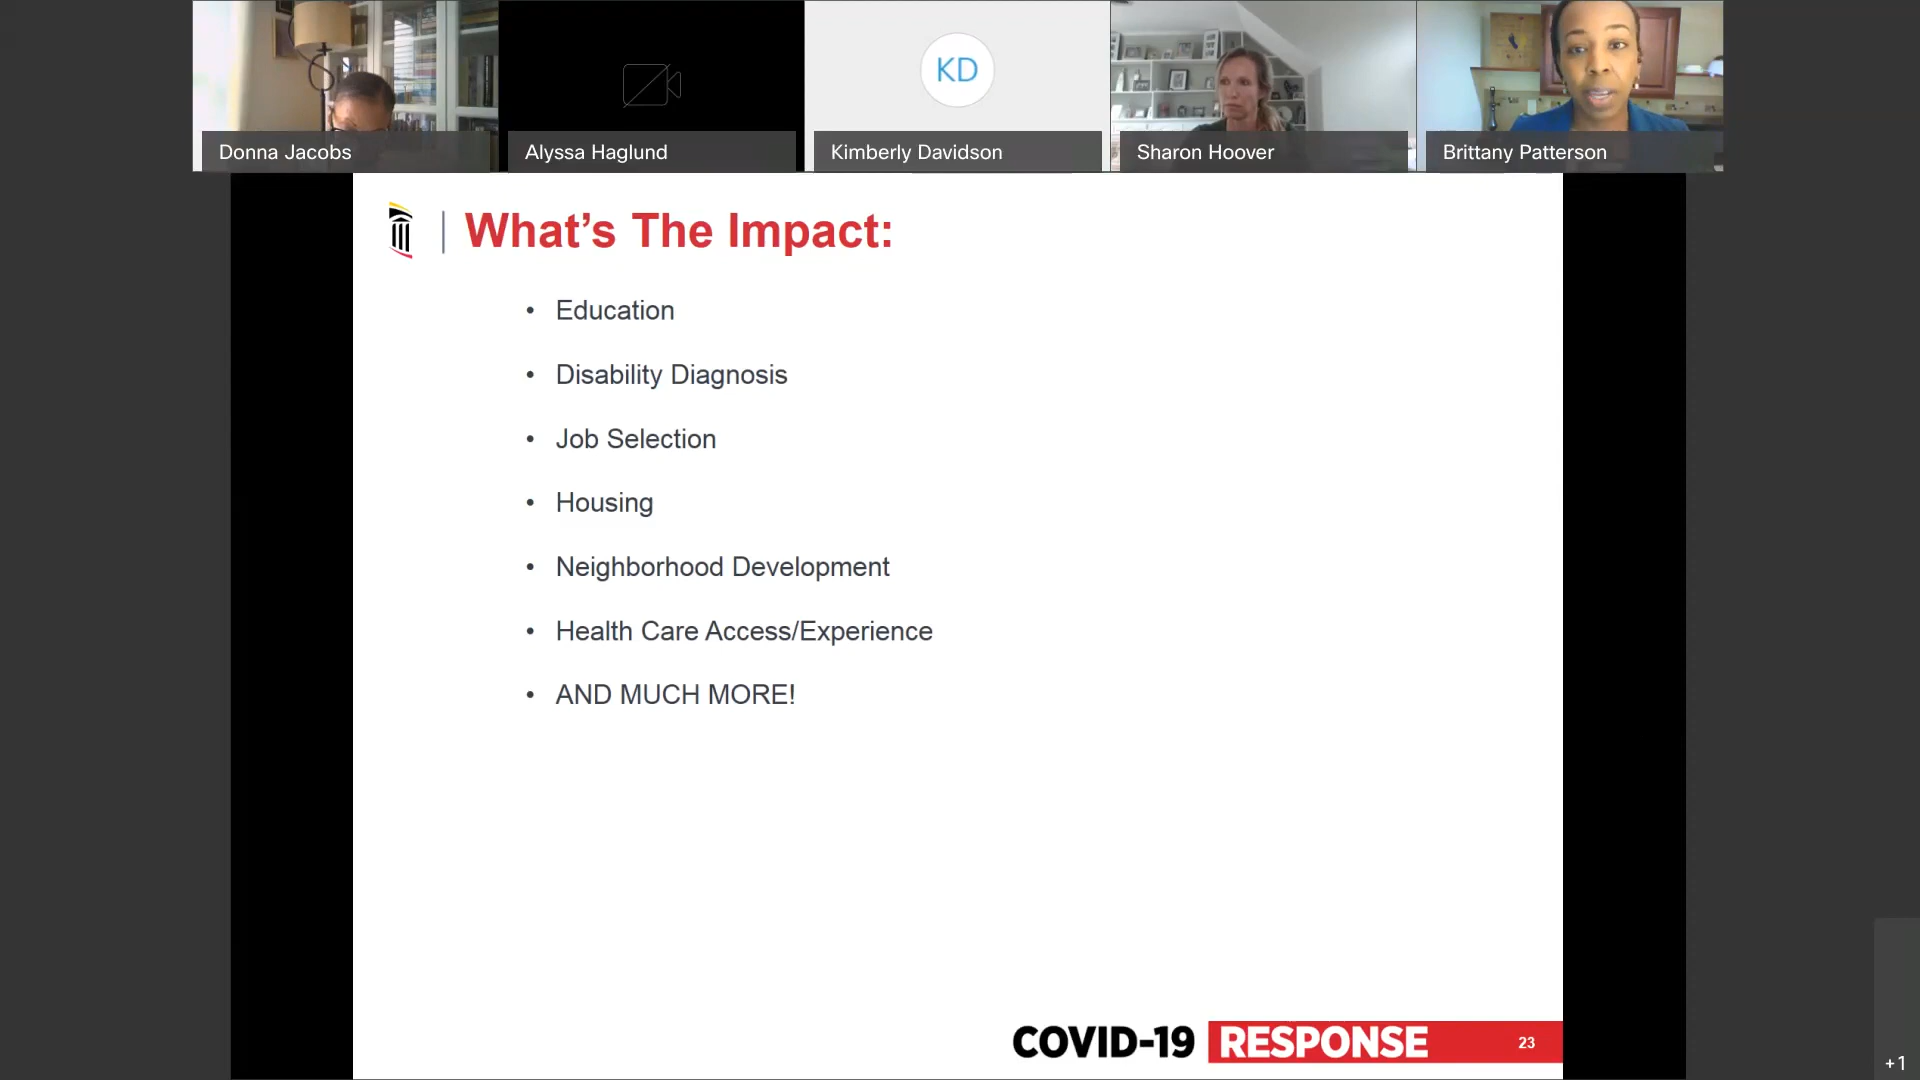 Donna Jacobs
Alyssa Haglund
KD
Kimberly Davidson
Sharon Hoover
Brittany Patterson
What’s The Impact:
• Education
• Disability Diagnosis
• Job Selection
• Housing
• Neighborhood Development
• Health Care Access/Experience
• AND MUCH MORE!
COVID-19 RESPONSE 23
+1